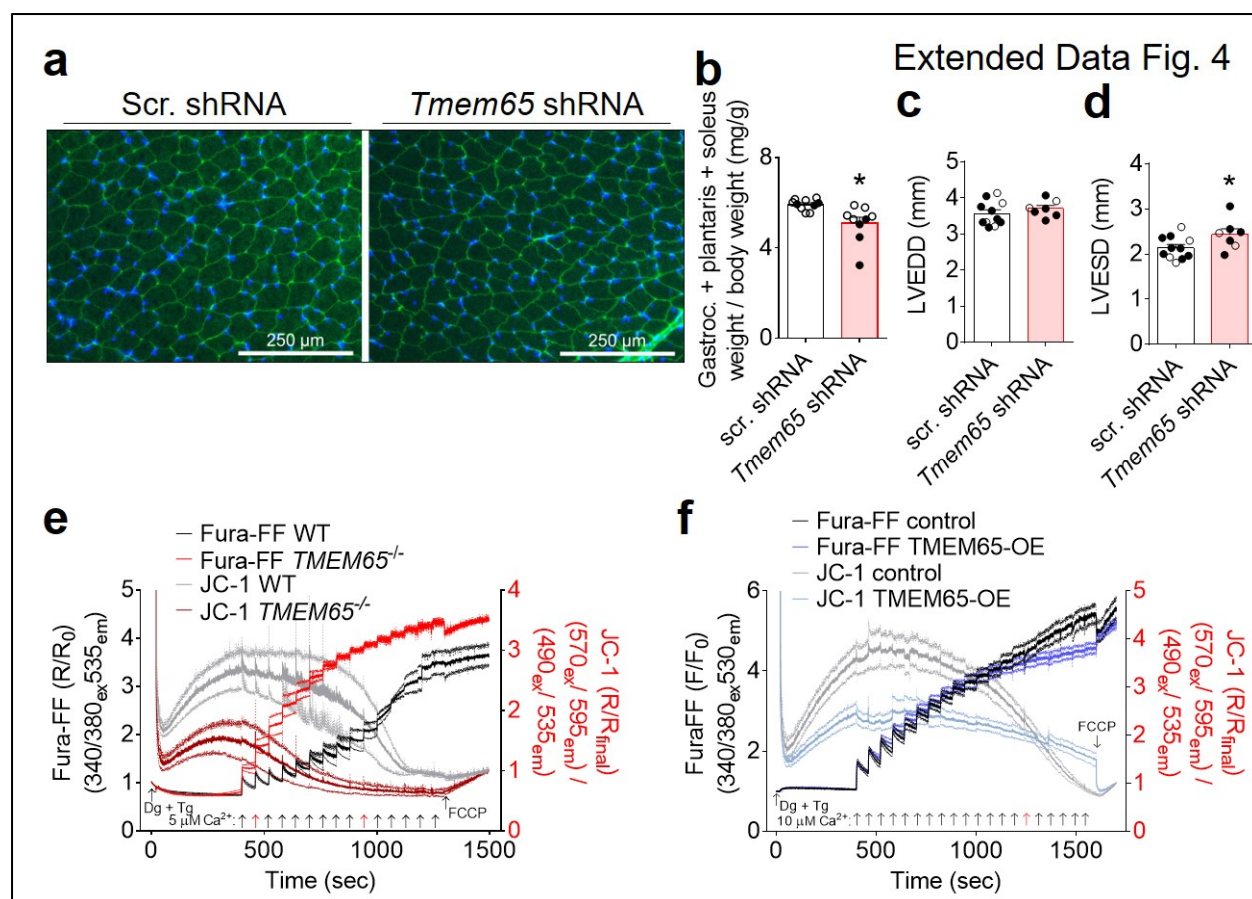 Extended Data Fig. 4
a
Scr. shRNA
Tmem65 shRNA
250 µm
250 µm
b
Gastroc. + plantaris + soleus
weight / body weight (mg/g)
8
6
4
2
0
*
scr. shRNA
Tmem65 shRNA
c
LVEDD (mm)
5
4
3
2
1
0
scr. shRNA
Tmem65 shRNA
d
LVESD (mm)
4
3
2
1
0
*
scr. shRNA
Tmem65 shRNA
e
Fura-FF WT
Fura-FF TMEM65-/-
JC-1 WT
JC-1 TMEM65-/-
Fura-FF (R/R0)
(340/380ex535em)
5
4
3
2
1
0
JC-1 (R/Rfinal)
(570ex/ 595em) /
(490ex/ 535em)
4
3
2
1
0
Dg + Tg
5 µM Ca2+:
FCCP
0
500
1000
1500
Time (sec)
f
Fura-FF control
Fura-FF TMEM65-OE
JC-1 control
JC-1 TMEM65-OE
FuraFF (F/F0)
(340/380ex530em)
6
4
2
0
JC-1 (R/Rfinal)
(570ex/ 595em) /
(490ex/ 535em)
5
4
3
2
1
0
FCCP
Dg + Tg
10 µM Ca2+:
500
1000
1500
Time (sec)